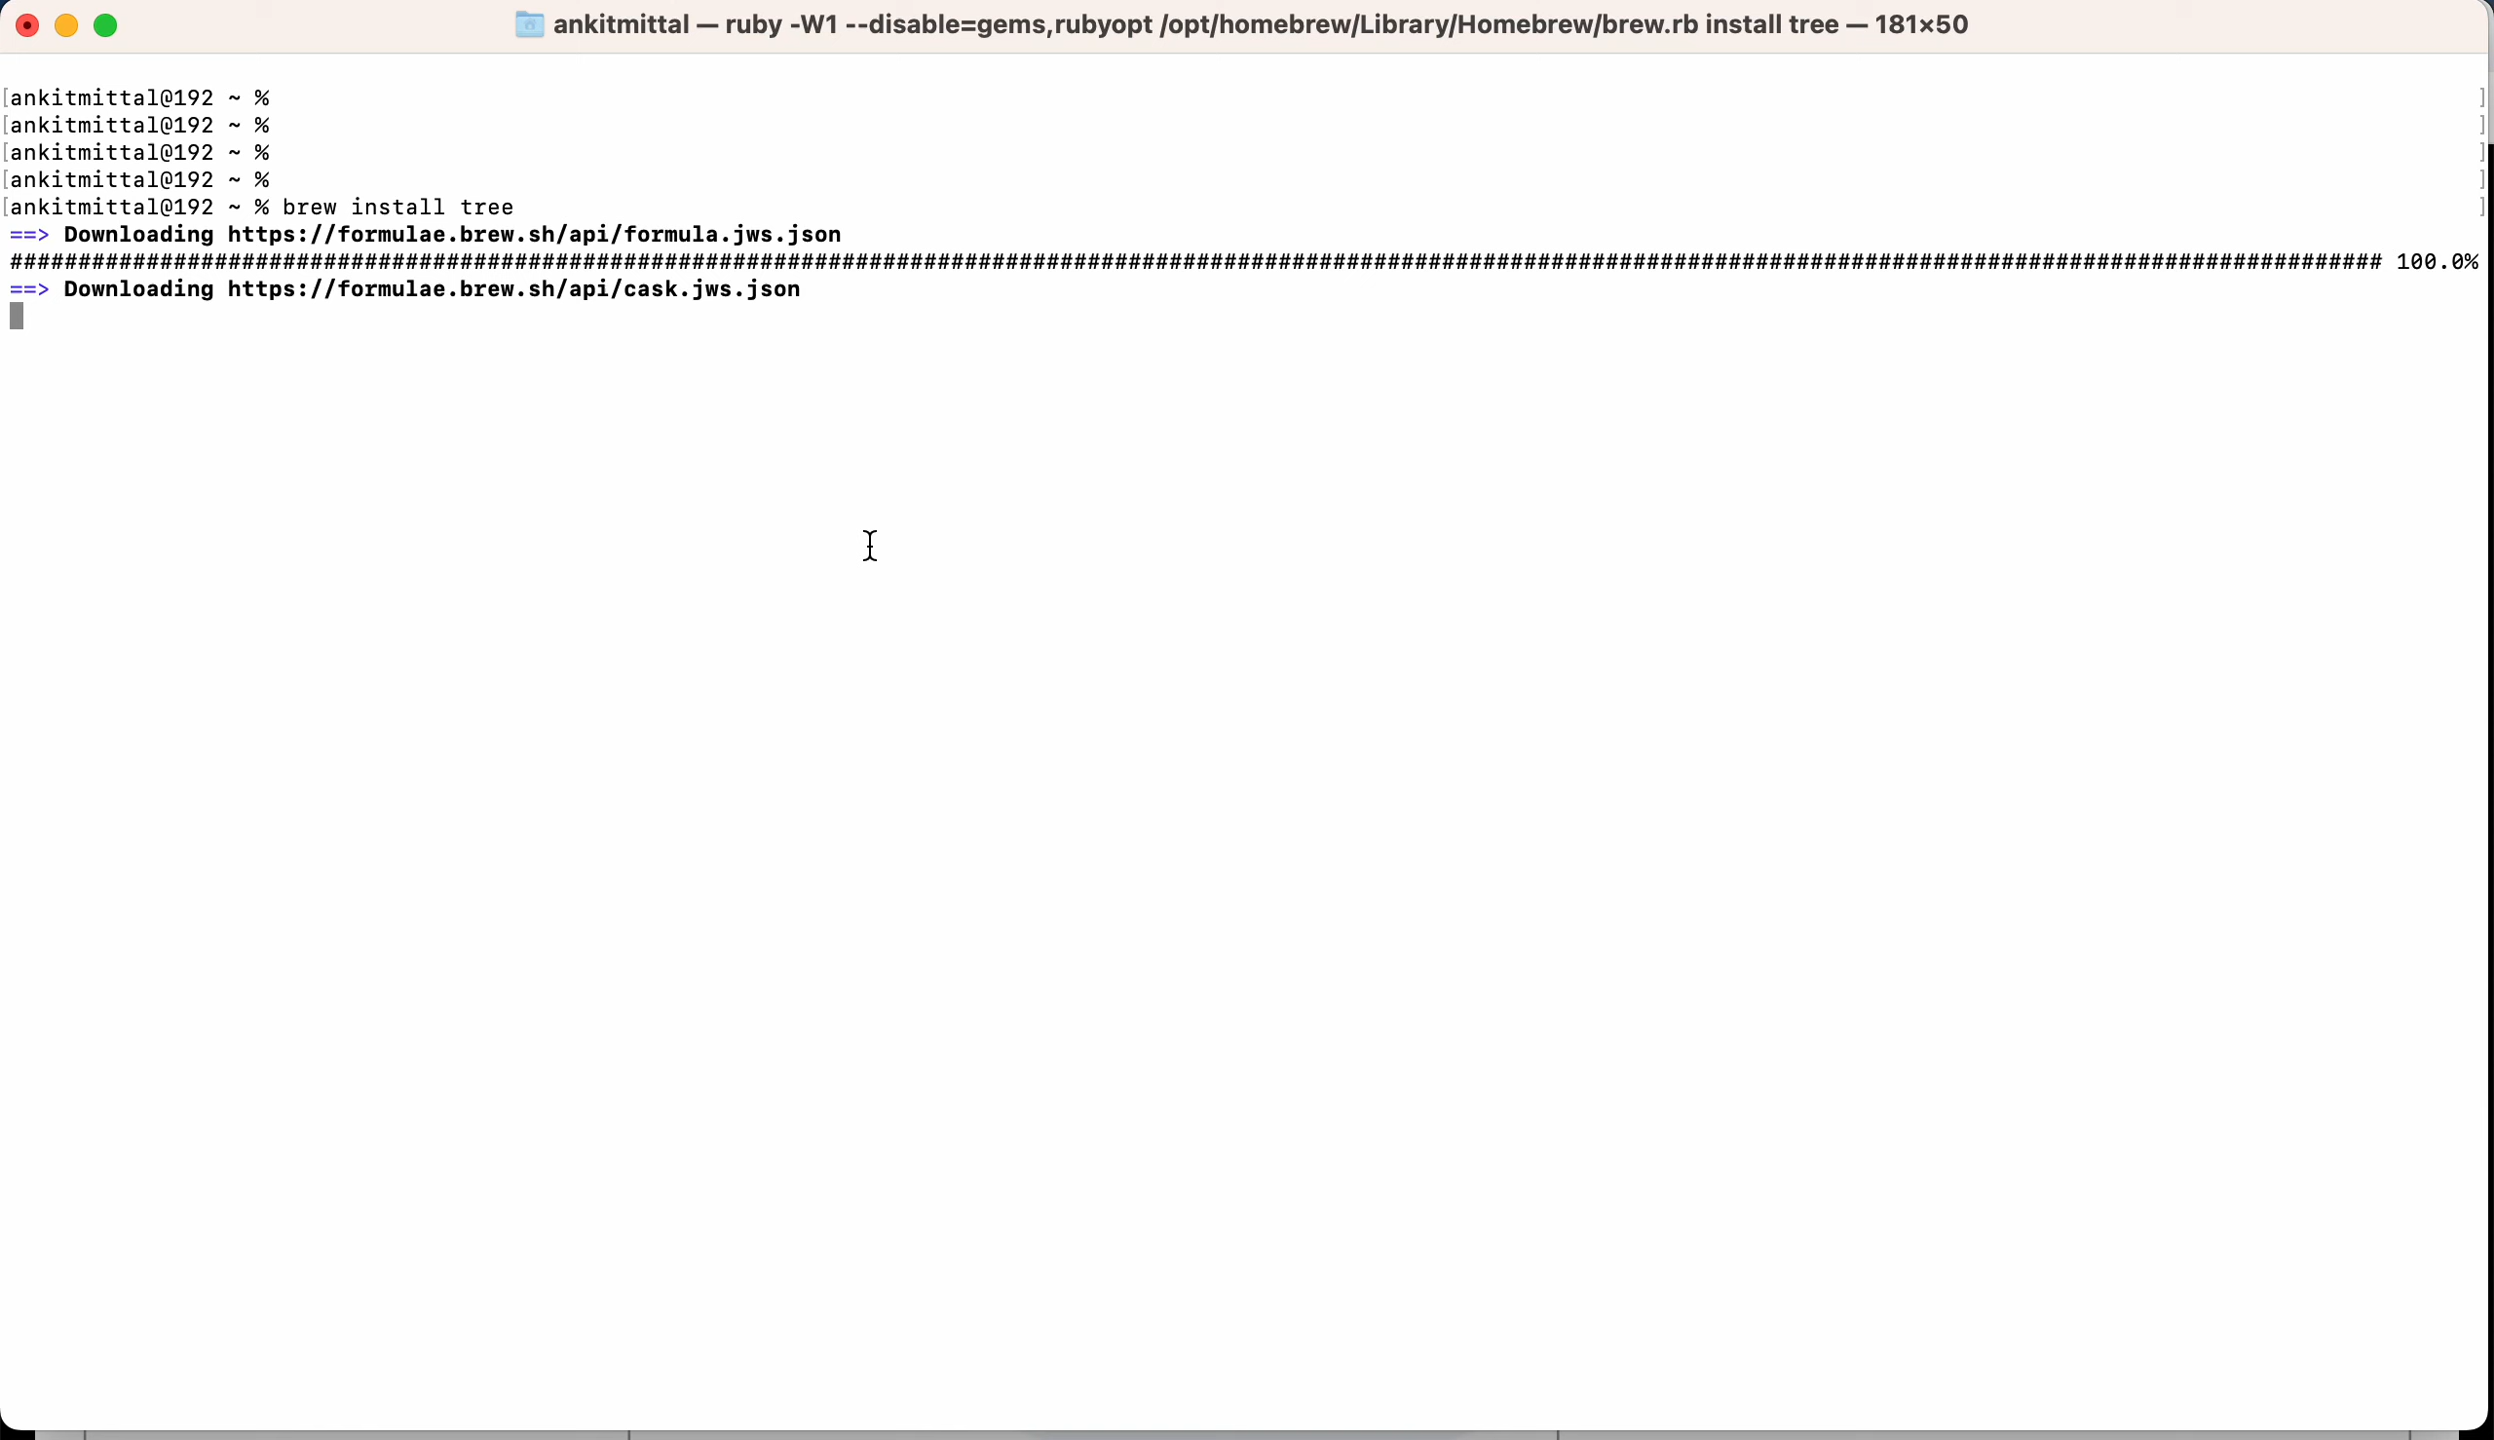 ankitmittal — ruby -W1 --disable=gems,rubyopt /opt/homebrew/Library/Homebrew/brew.rb install tree — 181×50
[ankitmittal@192 ~ % ]
[ankitmittal@192 ~ % ]
[ankitmittal@192 ~ % ]
[ankitmittal@192 ~ % ]
[ankitmittal@192 ~ % brew install tree ]
==> Downloading https://formulae.brew.sh/api/formula.jws.json
############################################################################################################################################################################## 100.0%
==> Downloading https://formulae.brew.sh/api/cask.jws.json